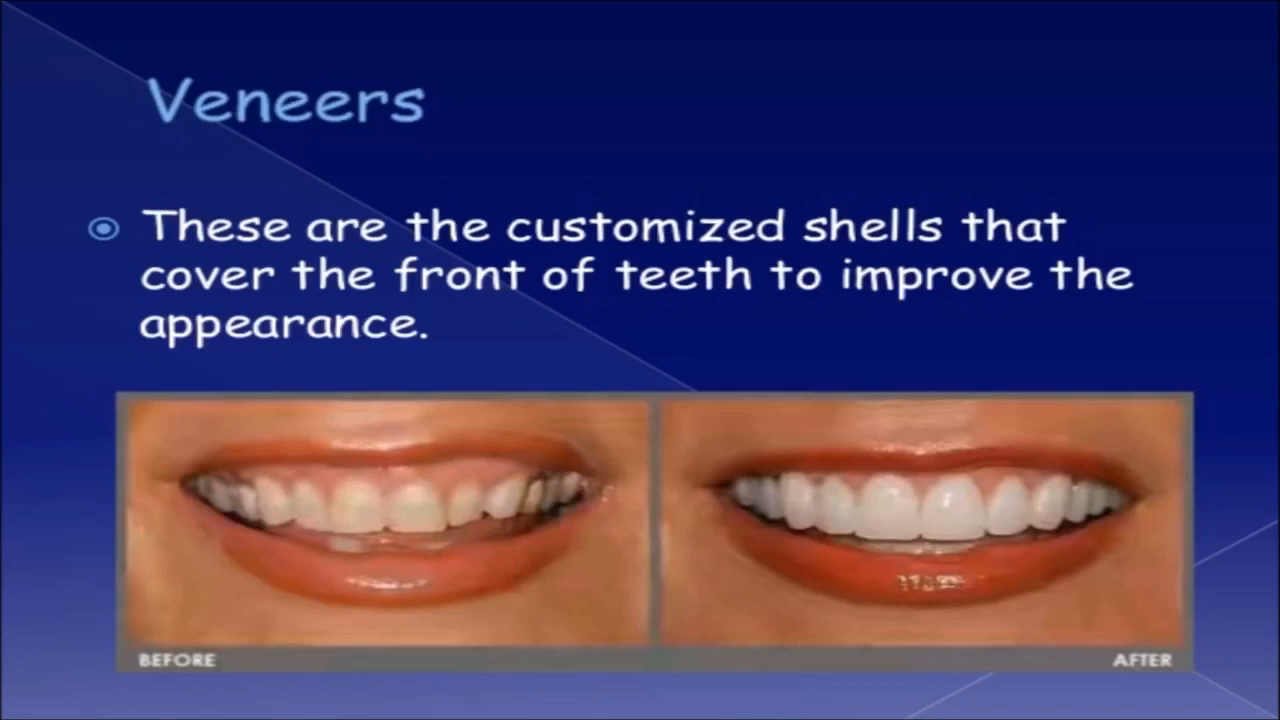 Veneers
These are the customized shells that
cover the front of teeth to improve the
appearance.
BEFORE
AFTER